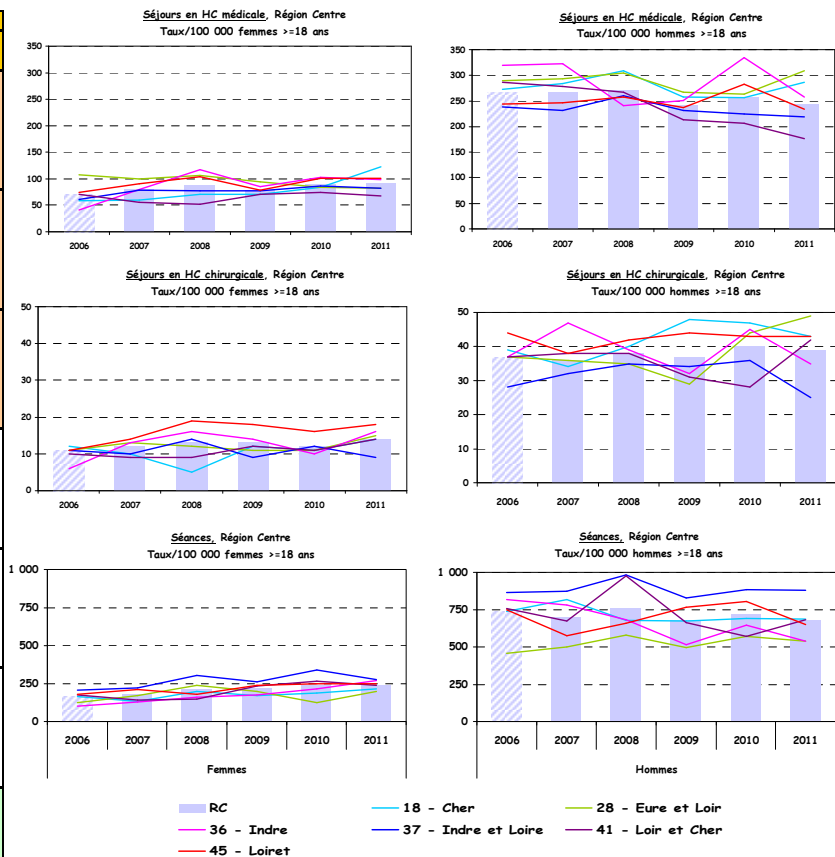 Séjours en HC médicale, Région Centre
Taux/100 000 femmes >=18 ans
350
300
250
200
150
100
50
0
2006 2007 2008 2009 2010 2011
Séjours en HC médicale, Région Centre
Taux/100 000 hommes >=18 ans
350
300
250
200
150
100
50
0
2006 2007 2008 2009 2010 2011
Séjours en HC chirurgicale, Région Centre
Taux/100 000 femmes >=18 ans
50
40
30
20
10
0
2006 2007 2008 2009 2010 2011
Séjours en HC chirurgicale, Région Centre
Taux/100 000 hommes >=18 ans
50
40
30
20
10
0
2006 2007 2008 2009 2010 2011
Séances, Région Centre
Taux/100 000 femmes >=18 ans
1 000
750
500
250
0
2006 2007 2008 2009 2010 2011
Femmes
Séances, Région Centre
Taux/100 000 hommes >=18 ans
1 000
750
500
250
0
2006 2007 2008 2009 2010 2011
Hommes
RC 18 - Cher 28 - Eure et Loir
36 - Indre 37 - Indre et Loire 41 - Loir et Cher
45 - Loiret